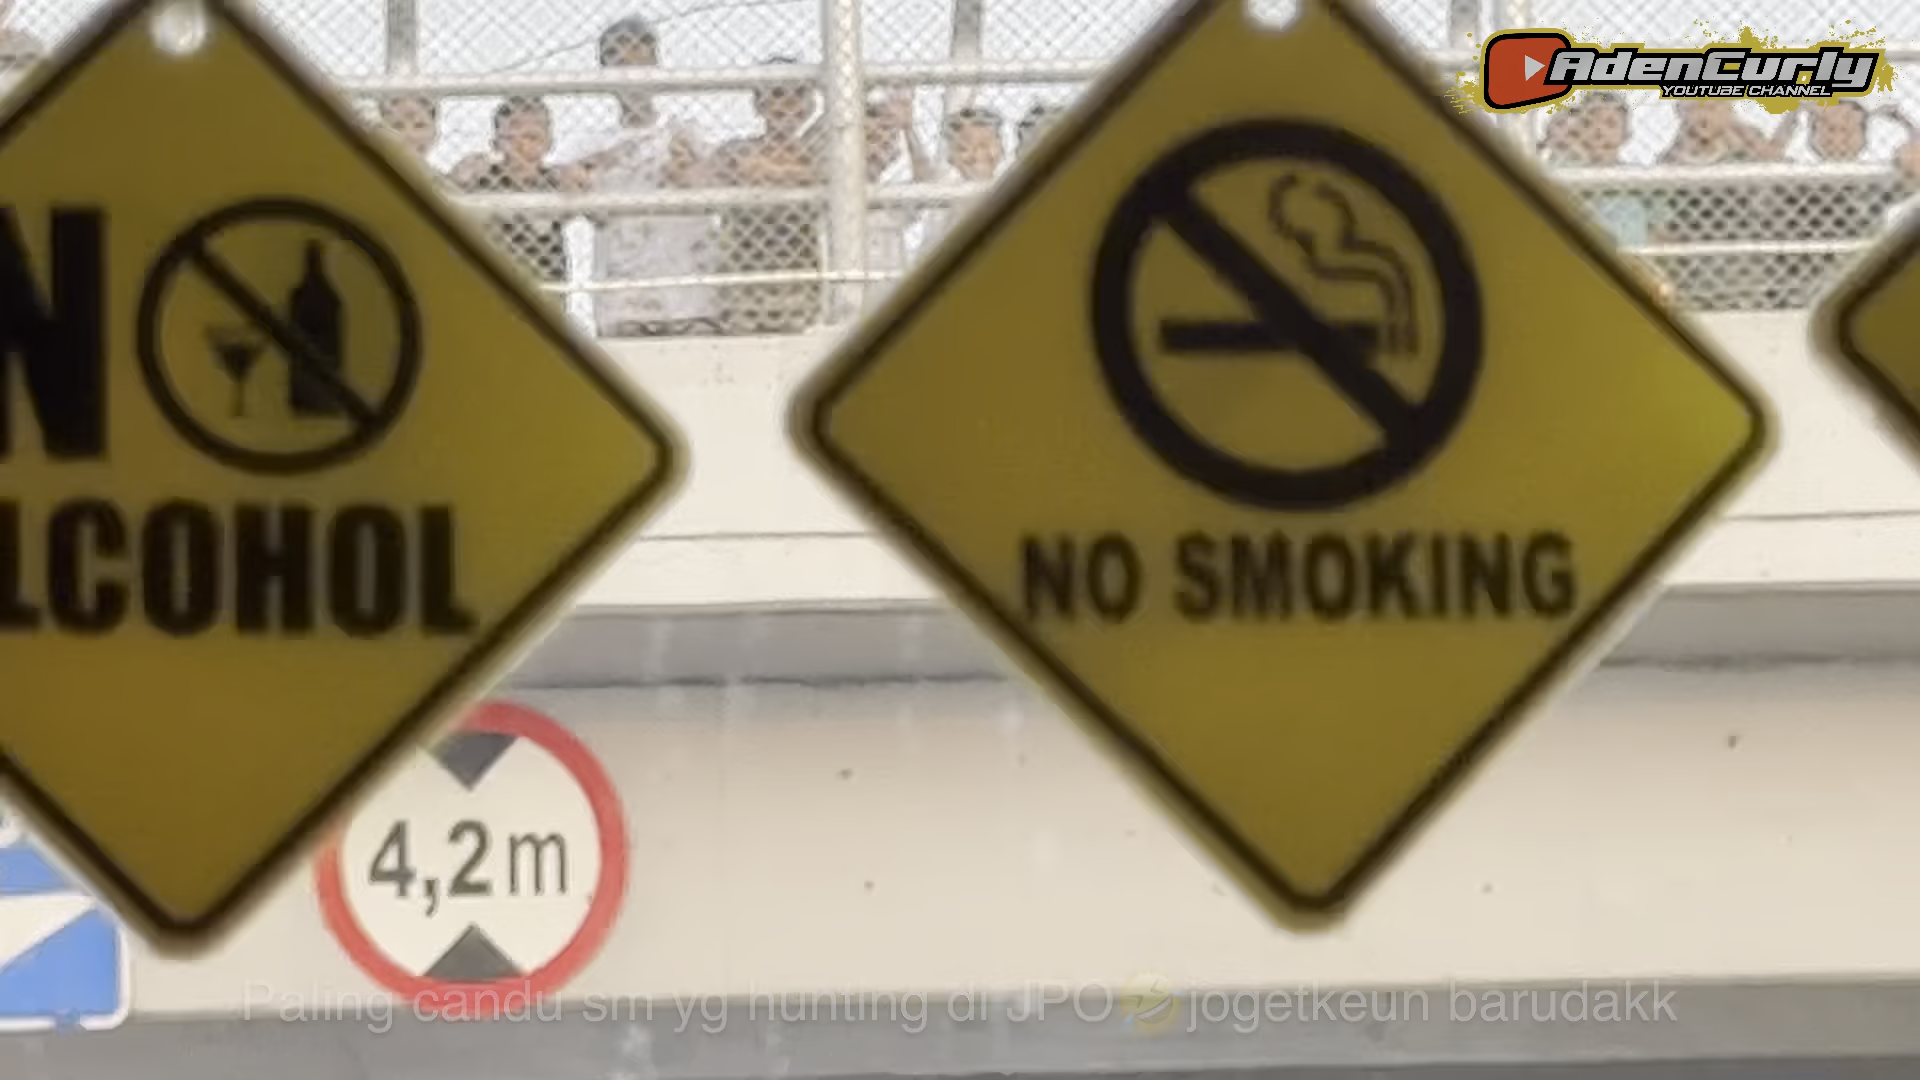 AdenCurly
YOUTUBE CHANNEL
N
LCOHOL
NO SMOKING
4,2m
Paling candu sm yg hunting di JPO🤣jogetkeun barudakk